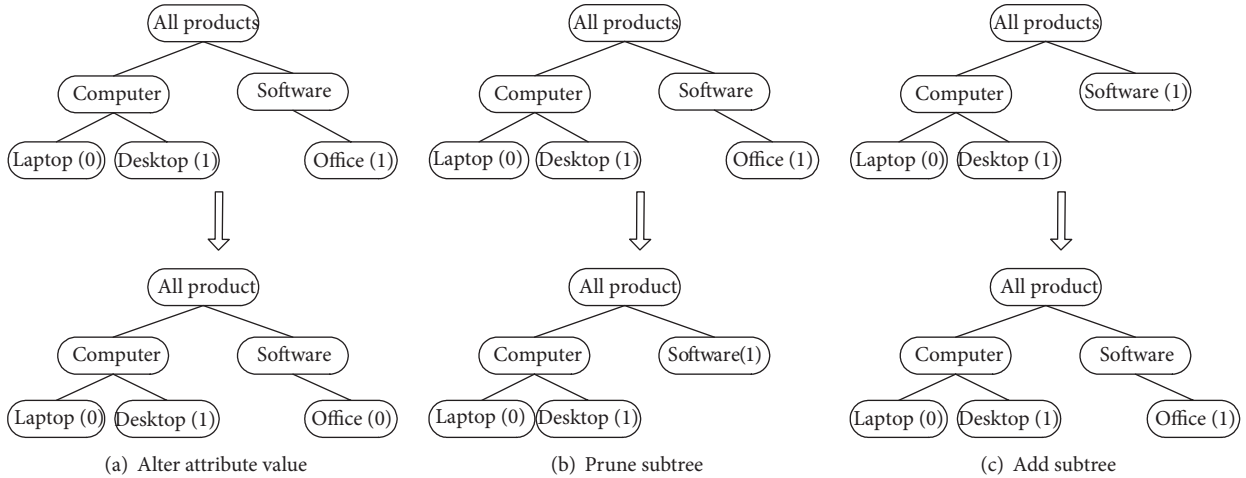 All products All products All products
Computer Software Computer Software Computer Software (1)
Laptop (0) Desktop (1) Office (1) Laptop (0) Desktop (1) Office (1) Laptop (0) Desktop (1)
All product All product All product
Computer Software Computer Software(1) Computer Software
Laptop (0) Desktop (1) Office (0) Laptop (0) Desktop (1) Laptop (0) Desktop (1) Office (1)
(a) Alter attribute value (b) Prune subtree (c) Add subtree